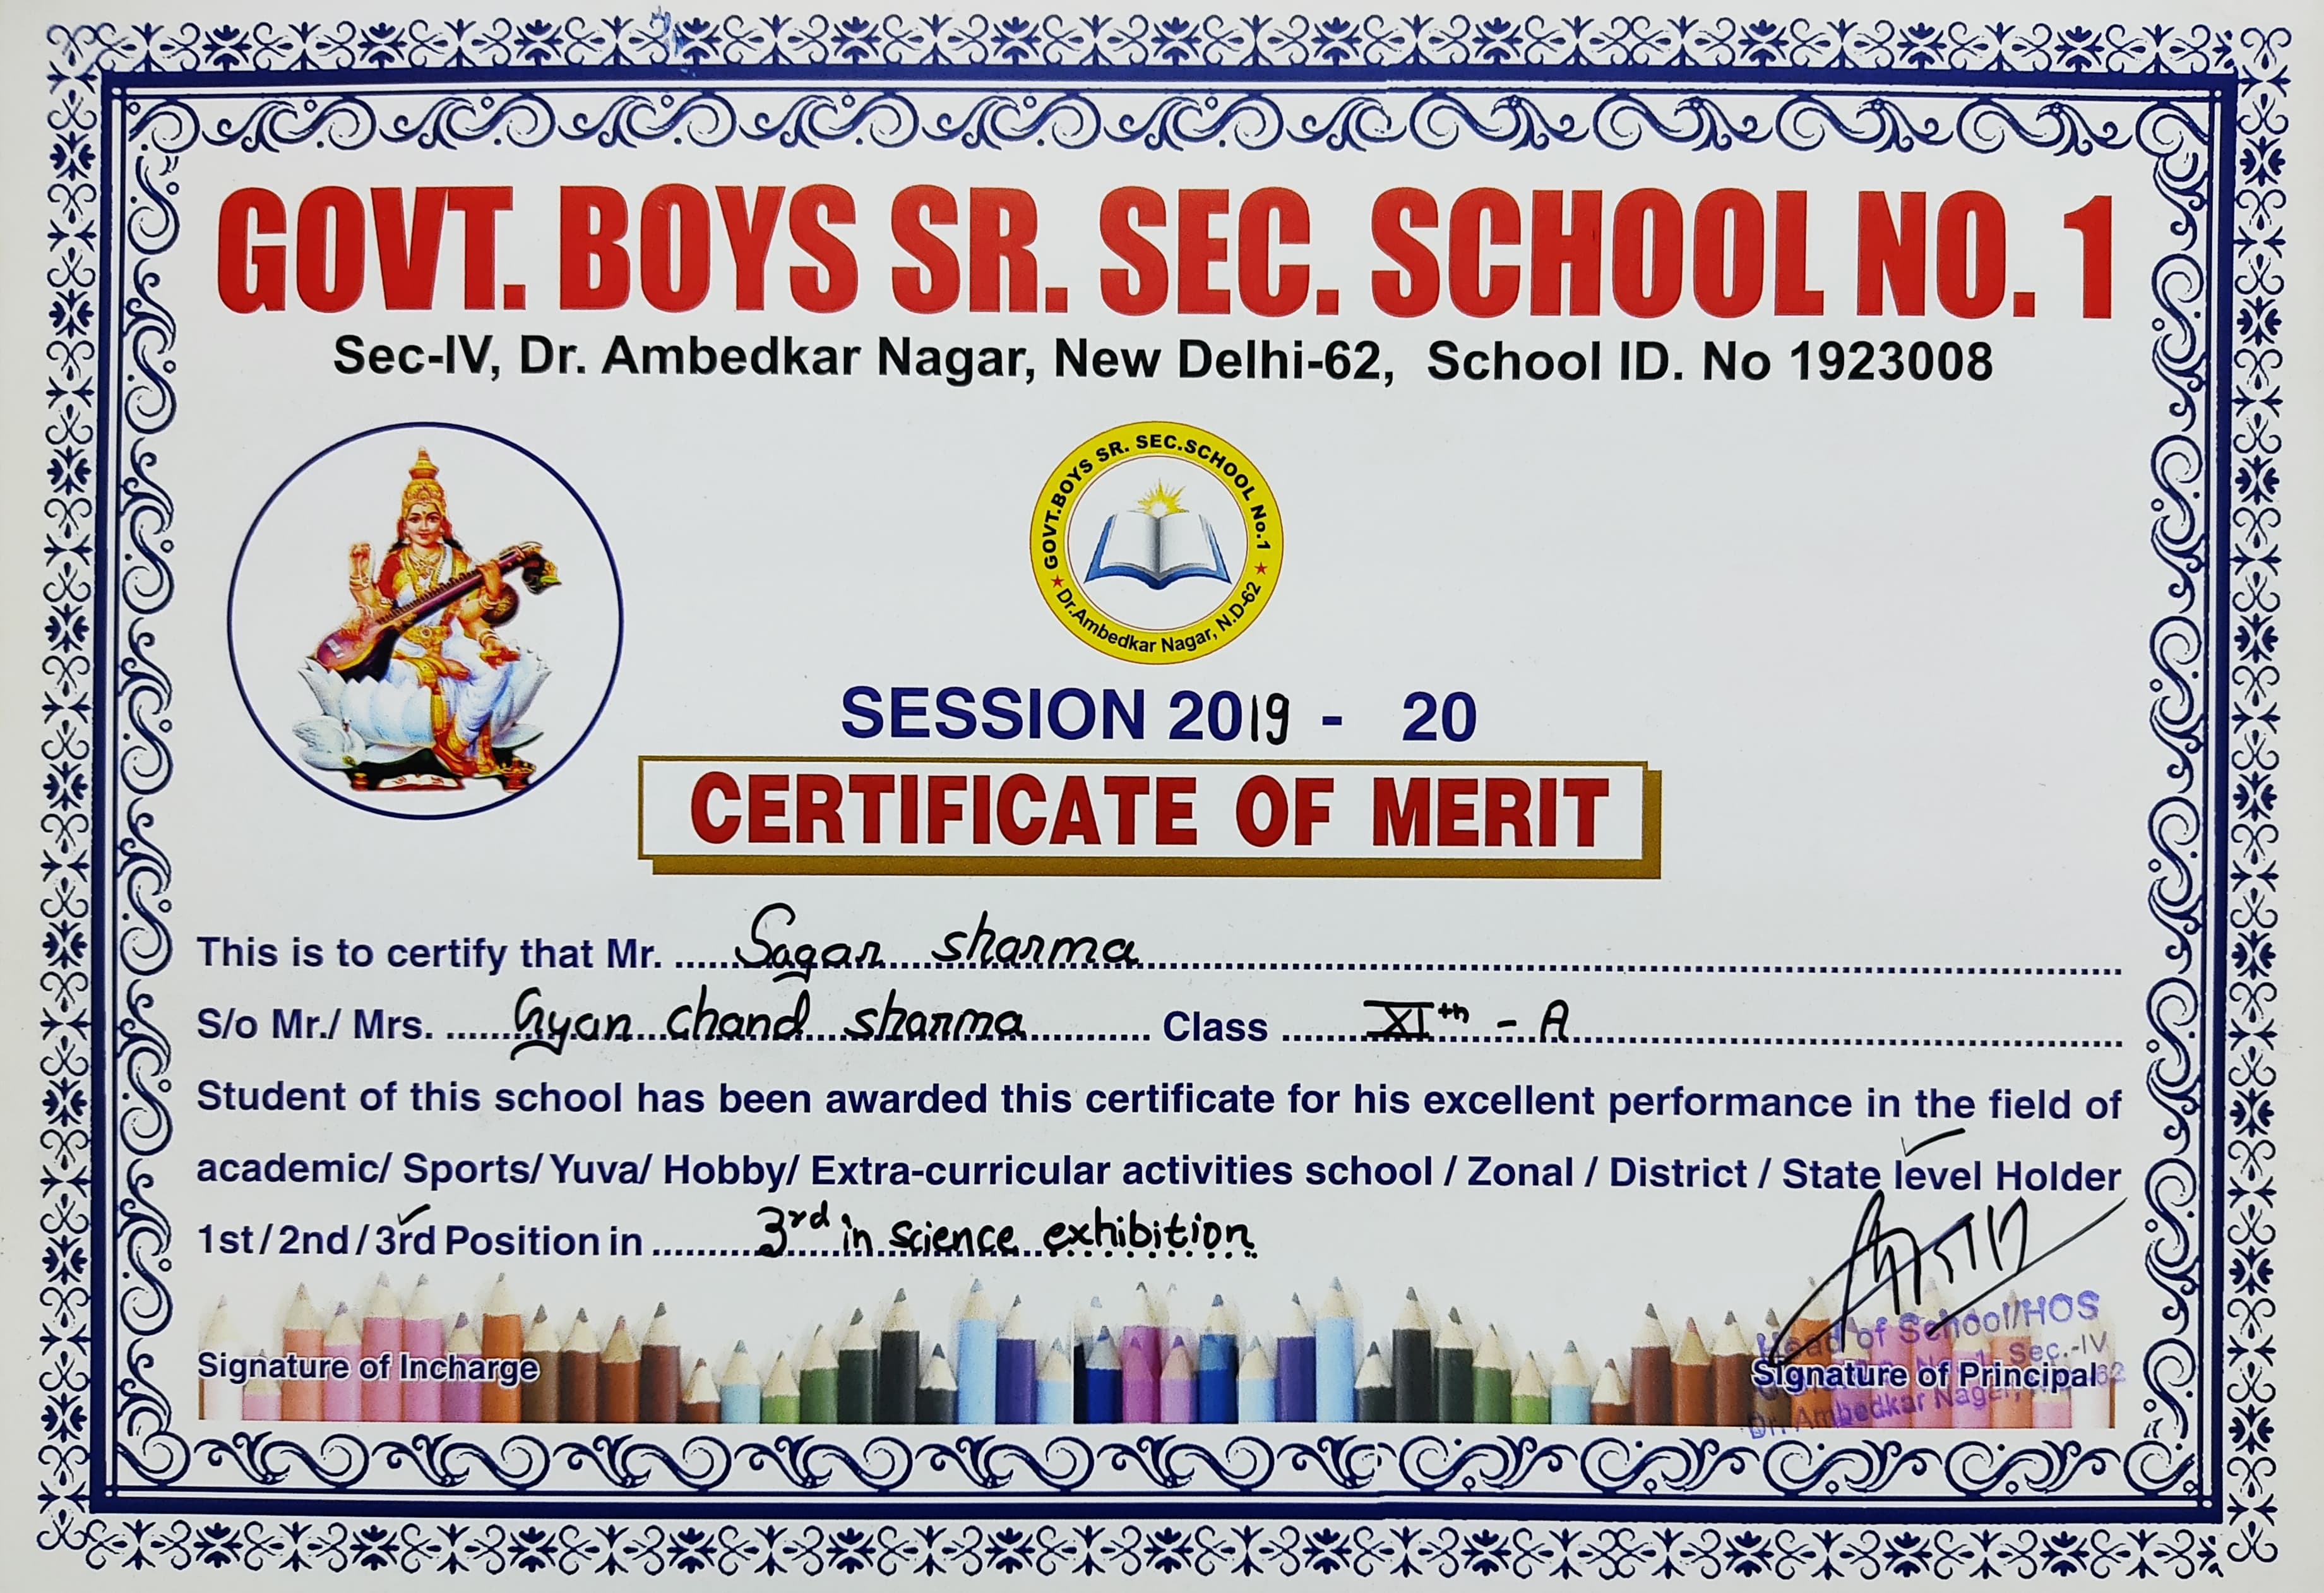 GOVT. BOYS SR. SEC. SCHOOL NO. 1
Sec-IV, Dr. Ambedkar Nagar, New Delhi-62, School ID. No 1923008
GOVT.BOYS SR. SEC.SCHOOL No.1
Dr.Ambedkar Nagar, N.D-62
SESSION 2019 - 20
CERTIFICATE OF MERIT
This is to certify that Mr. Sagar sharma
S/o Mr./ Mrs. Gyan chand sharma Class XIth - A
Student of this school has been awarded this certificate for his excellent performance in the field of
academic/ Sports/ Yuva/ Hobby/ Extra-curricular activities school / Zonal / District / State level Holder
1st / 2nd / 3rd Position in 3rd in science exhibition
Head of School/HOS
Sec.-IV
Signature of Incharge
Signature of Principal
Dr. Ambedkar Nagar,